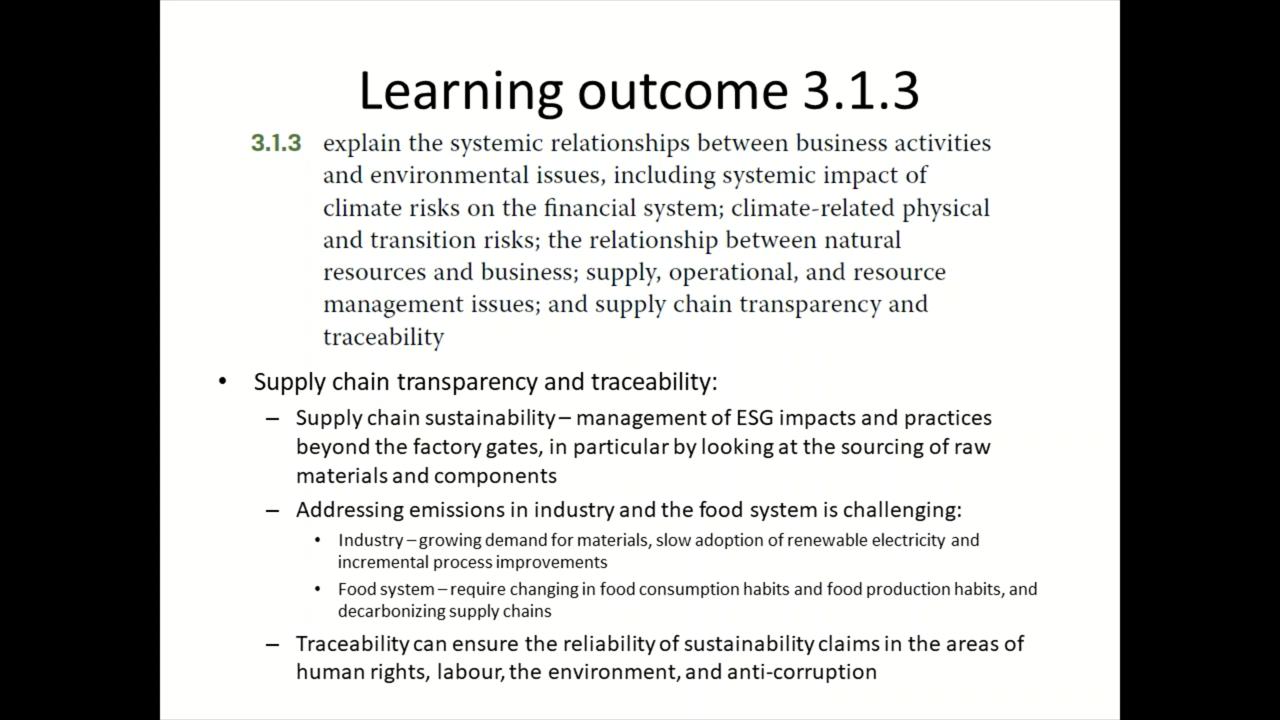 Learning outcome 3.1.3
3.1.3 explain the systemic relationships between business activities
and environmental issues, including systemic impact of
climate risks on the financial system; climate-related physical
and transition risks; the relationship between natural
resources and business; supply, operational, and resource
management issues; and supply chain transparency and
traceability
• Supply chain transparency and traceability:
– Supply chain sustainability – management of ESG impacts and practices
beyond the factory gates, in particular by looking at the sourcing of raw
materials and components
– Addressing emissions in industry and the food system is challenging:
• Industry – growing demand for materials, slow adoption of renewable electricity and
incremental process improvements
• Food system – require changing in food consumption habits and food production habits, and
decarbonizing supply chains
– Traceability can ensure the reliability of sustainability claims in the areas of
human rights, labour, the environment, and anti-corruption